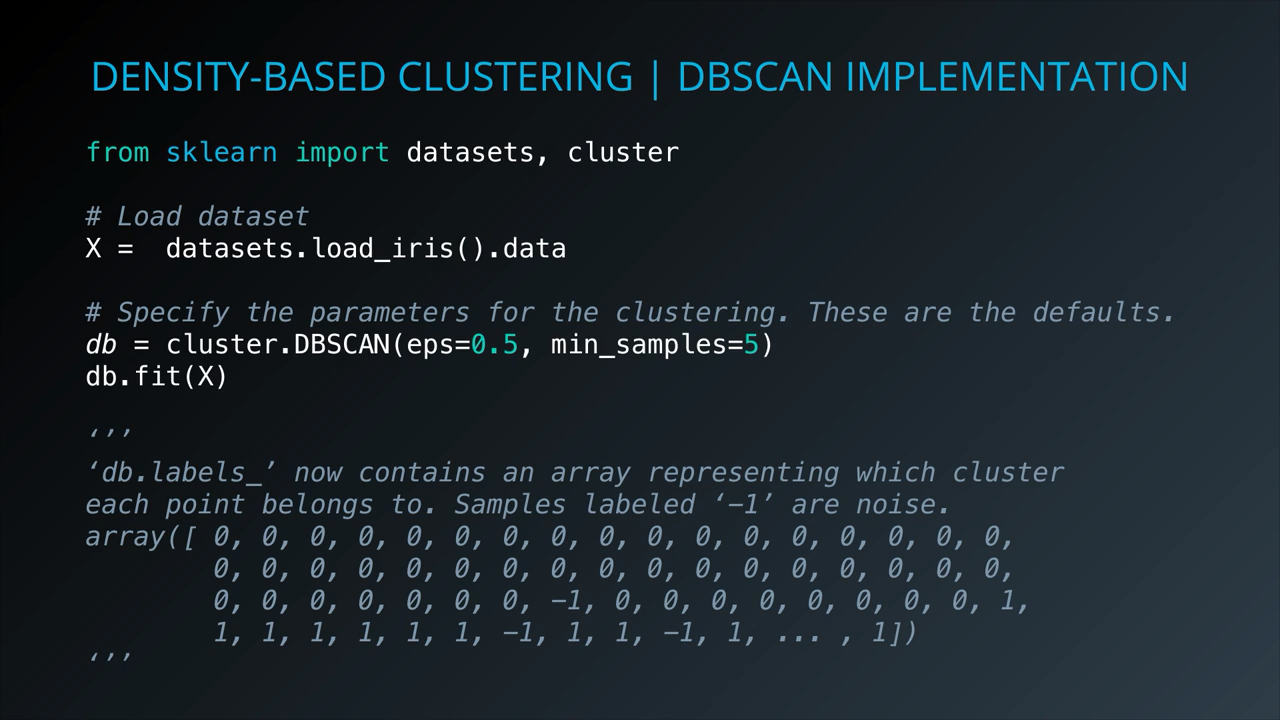 DENSITY-BASED CLUSTERING | DBSCAN IMPLEMENTATION
from sklearn import datasets, cluster
# Load dataset
X =  datasets.load_iris().data
# Specify the parameters for the clustering. These are the defaults.
db = cluster.DBSCAN(eps=0.5, min_samples=5)
db.fit(X)
‘’’
‘db.labels_’ now contains an array representing which cluster
each point belongs to. Samples labeled ‘−1’ are noise.
array([ 0, 0, 0, 0, 0, 0, 0, 0, 0, 0, 0, 0, 0, 0, 0, 0, 0,
0, 0, 0, 0, 0, 0, 0, 0, 0, 0, 0, 0, 0, 0, 0, 0, 0,
0, 0, 0, 0, 0, 0, 0, −1, 0, 0, 0, 0, 0, 0, 0, 0, 1,
1, 1, 1, 1, 1, 1, −1, 1, 1, −1, 1, ... , 1])
‘’’